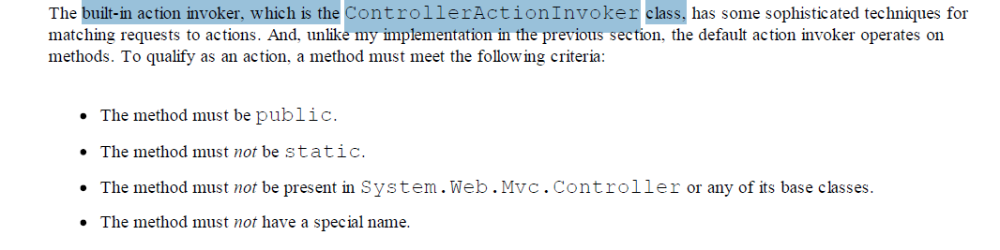 The built-in action invoker, which is the ControllerActionInvoker class, has some sophisticated techniques for
matching requests to actions. And, unlike my implementation in the previous section, the default action invoker operates on
methods. To qualify as an action, a method must meet the following criteria:
• The method must be public.
• The method must not be static.
• The method must not be present in System.Web.Mvc.Controller or any of its base classes.
• The method must not have a special name.